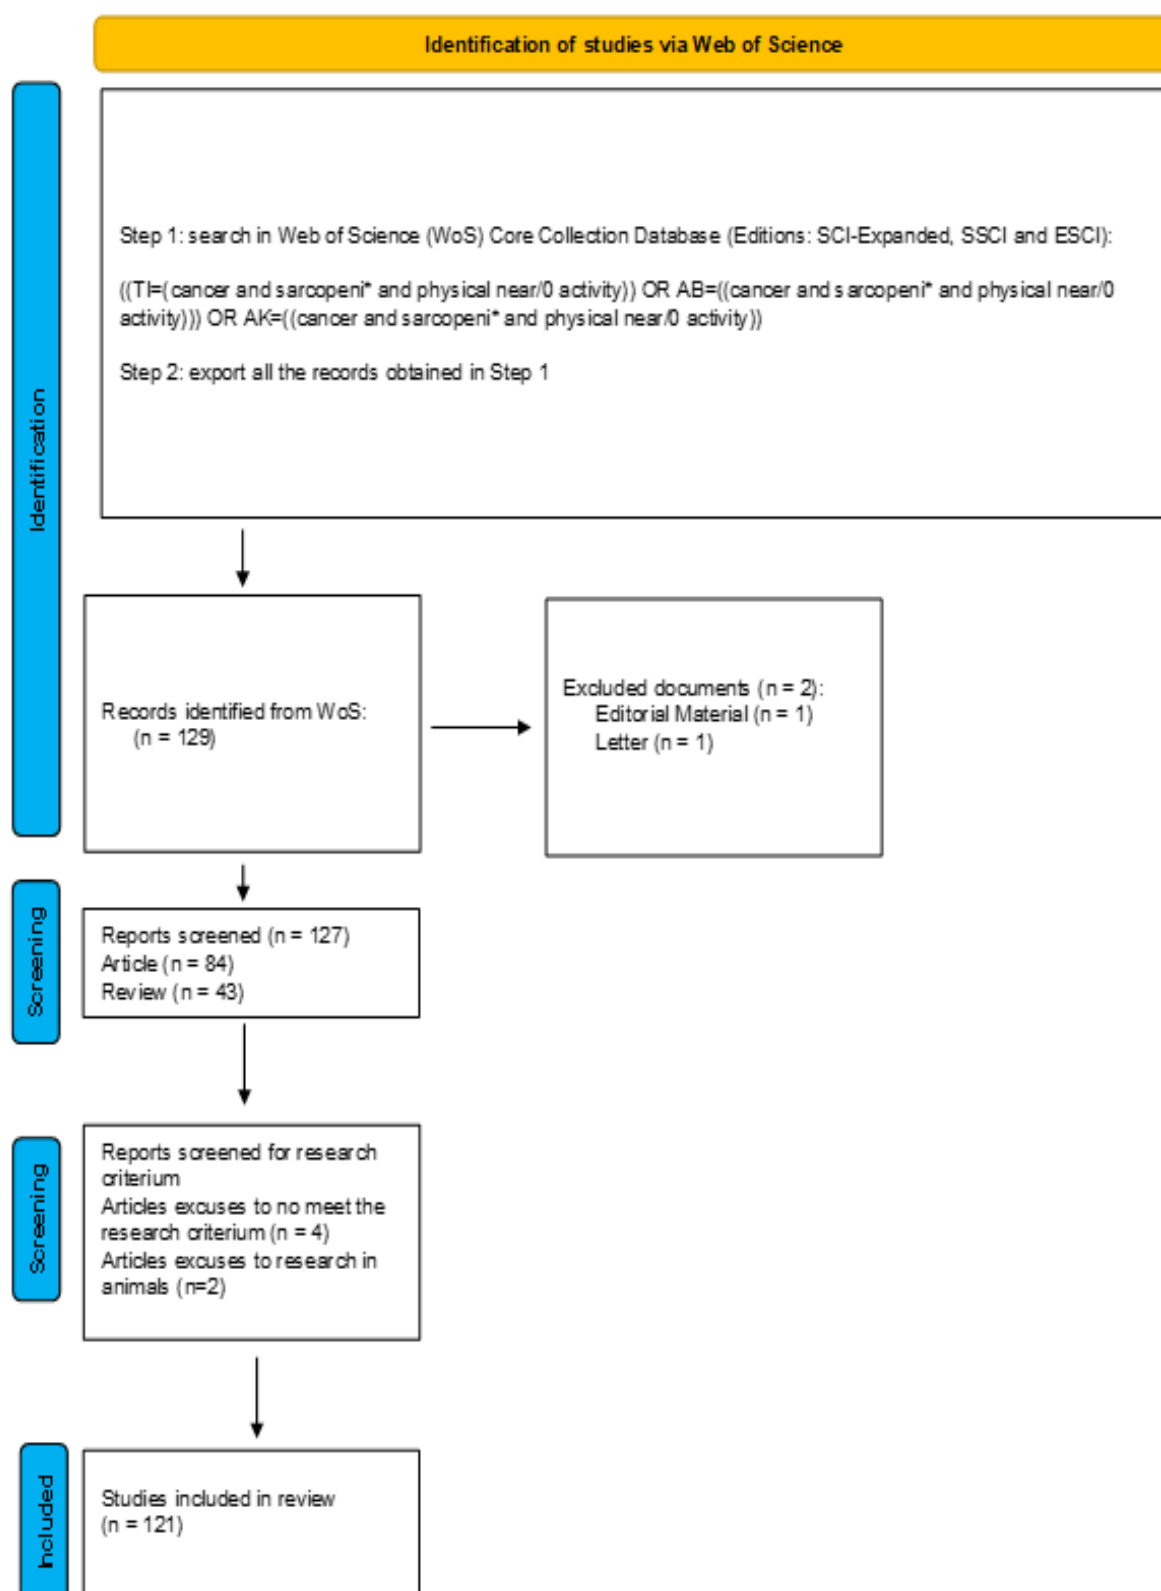 Identification of studies via Web of Science
Identification
Step 1: search in Web of Science (WoS) Core Collection Database (Editions: SCI-Expanded, SSCI and ESCI):
((TI=(cancer and sarcopeni* and physical near/0 activity)) OR AB=((cancer and sarcopeni* and physical near/0
activity))) OR AK=((cancer and sarcopeni* and physical near/0 activity))
Step 2: export all the records obtained in Step 1
Records identified from WoS:
(n = 129)
Excluded documents (n = 2):
Editorial Material (n = 1)
Letter (n = 1)
Screening
Reports screened (n = 127)
Article (n = 84)
Review (n = 43)
Screening
Reports screened for research
criterium
Articles excuses to no meet the
research criterium (n = 4)
Articles excuses to research in
animals (n=2)
Included
Studies included in review
(n = 121)